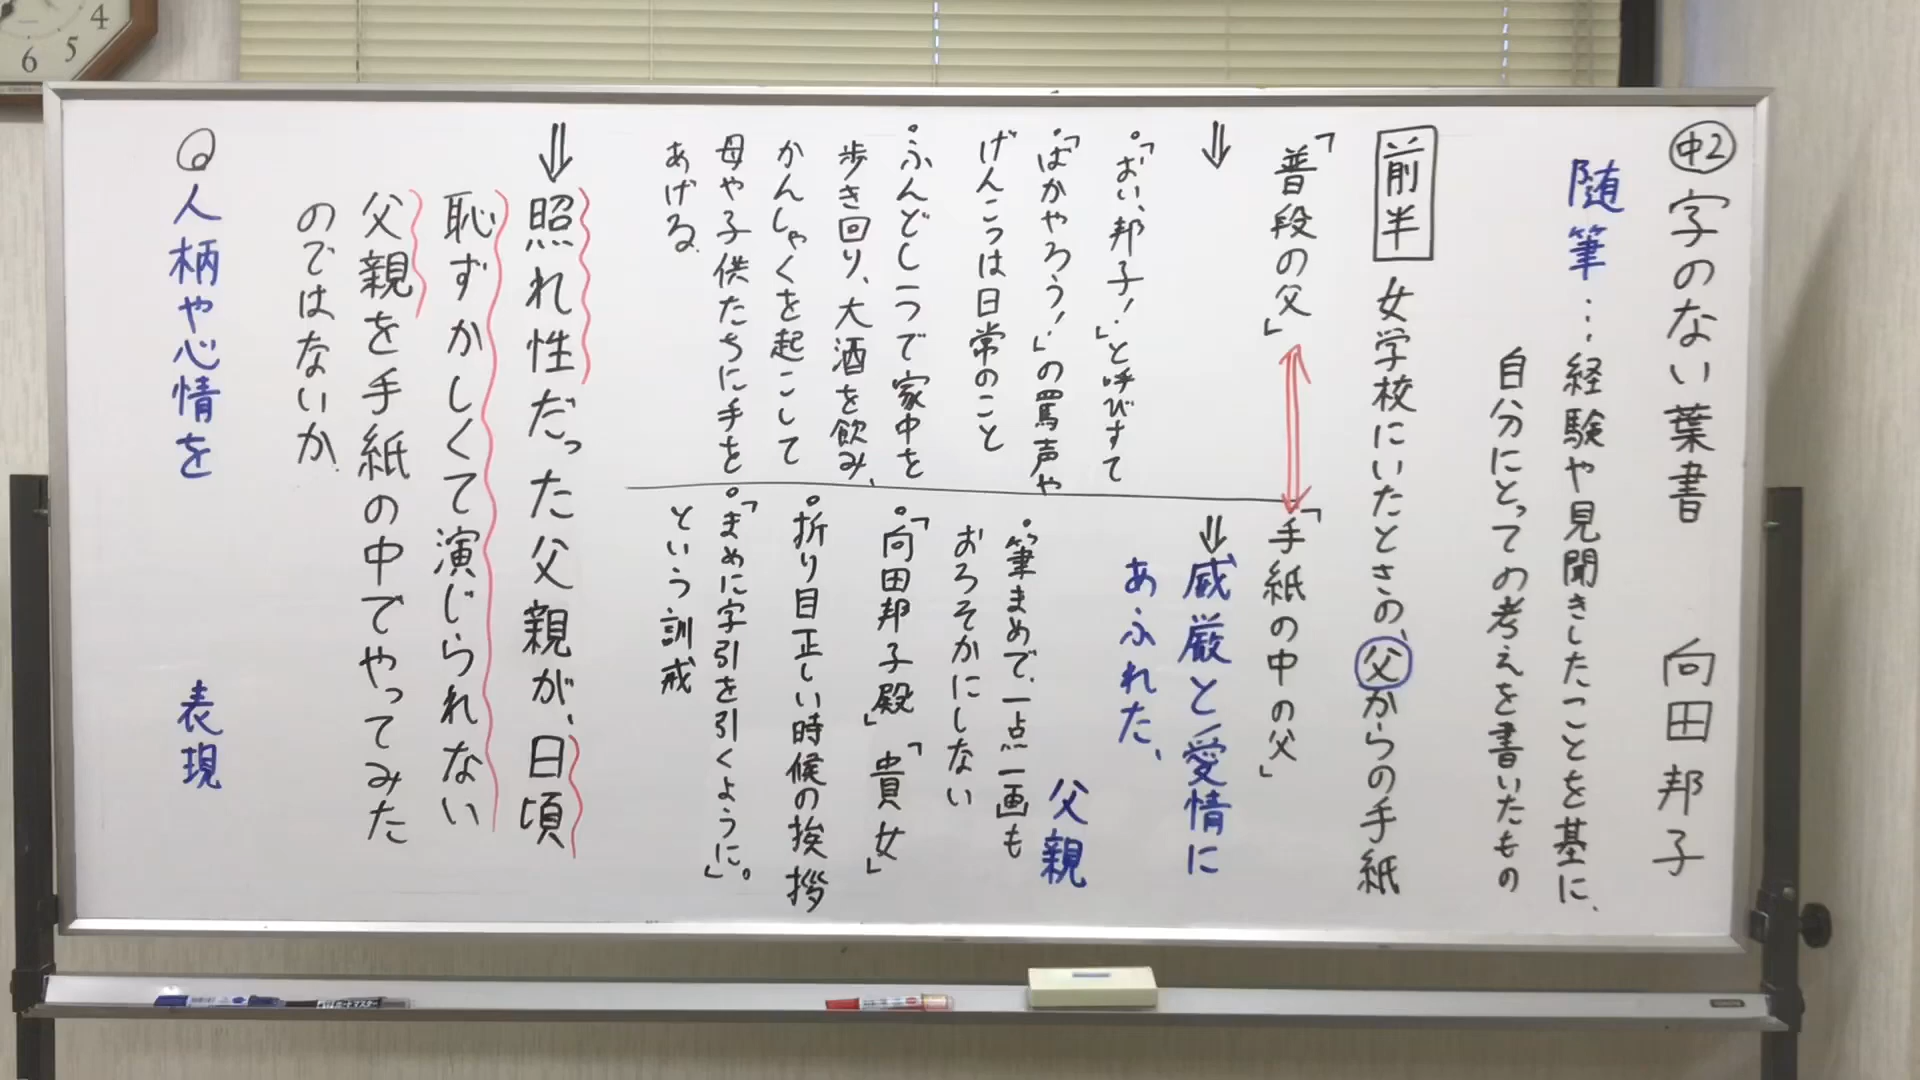 中2 字のない葉書 向田邦子
随筆…経験や見聞きしたことを基に、
自分にとっての考えを書いたもの
前半 女学校にいたときの、父からの手紙
「普段の父」
⇓
・「おい、邦子!」と呼びすて
・「ばかやろう!」の罵声や
げんこつは日常のこと
・ふんどし一つで家中を
歩き回り、大酒を飲み、
かんしゃくを起こして
母や子供たちに手を
あげる。
「手紙の中の父」
⇓威厳と愛情に
あふれた、
父親
・筆まめで、一点一画も
おろそかにしない
・「向田邦子殿」「貴女」
・折り目正しい時候の挨拶
・「まめに字引を引くように。」
という訓戒
⇓照れ性だった父親が、日頃
恥ずかしくて演じられない
父親を手紙の中でやってみた
のではないか。
Q 人柄や心情を 表現
4
5
6